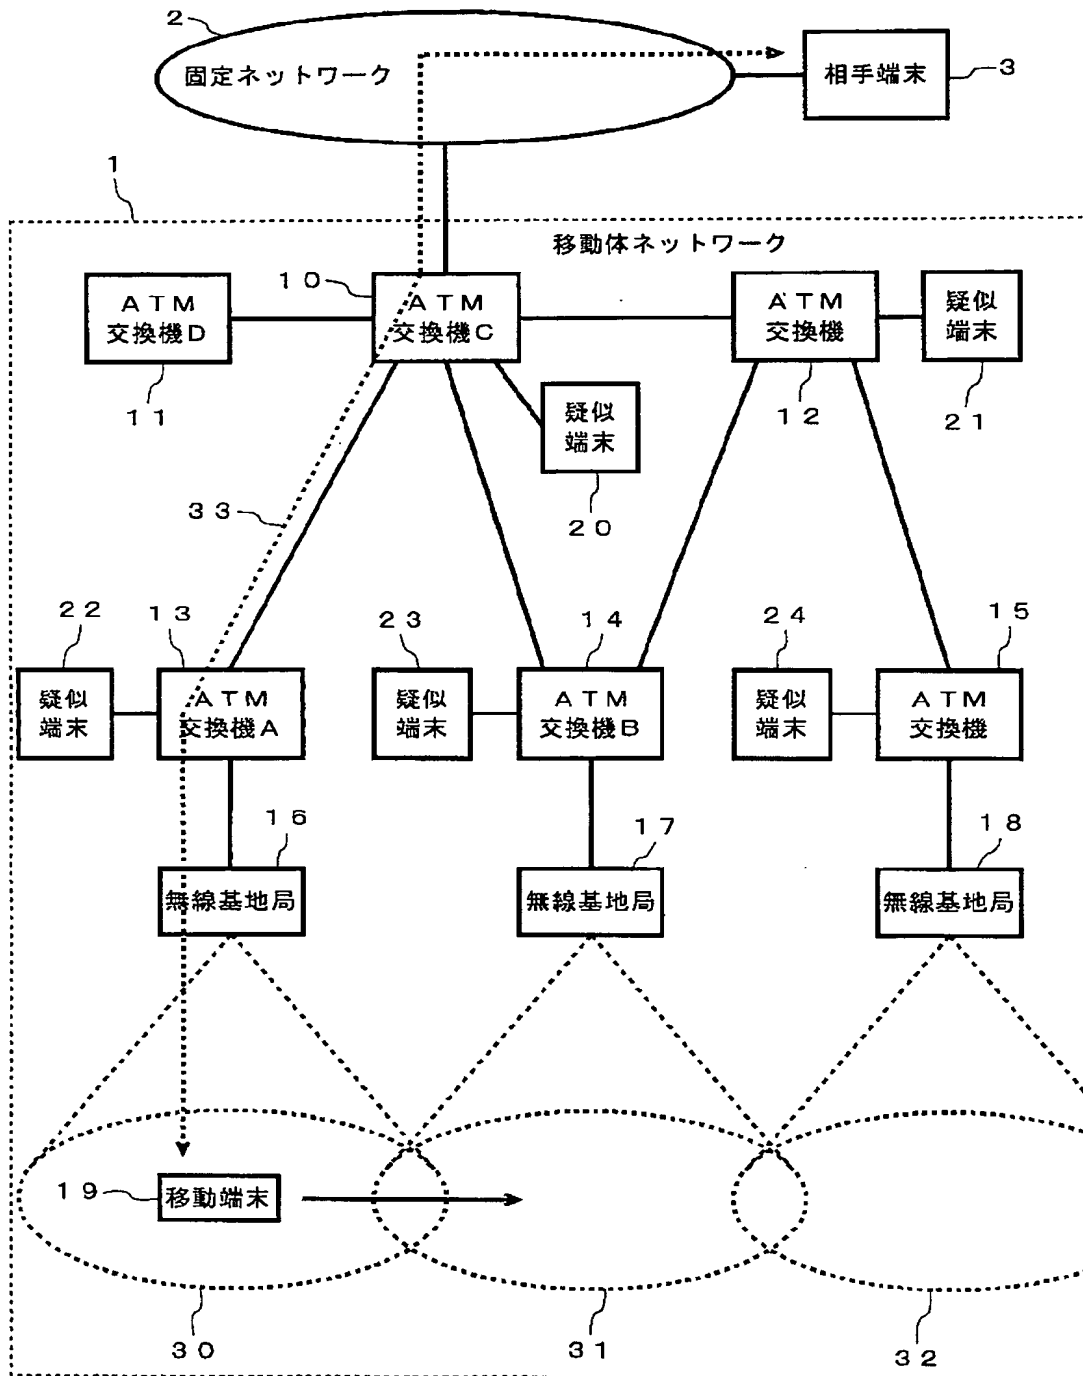 2
固定ネットワーク
相手端末
3
1
移動体ネットワーク
10
ATM
交換機D
ATM
交換機C
ATM
交換機
疑似
端末
11
12
21
疑似
端末
20
33
22
13
23
14
24
15
疑似
端末
ATM
交換機A
疑似
端末
ATM
交換機B
疑似
端末
ATM
交換機
16
17
18
無線基地局
無線基地局
無線基地局
19
移動端末
30
31
32